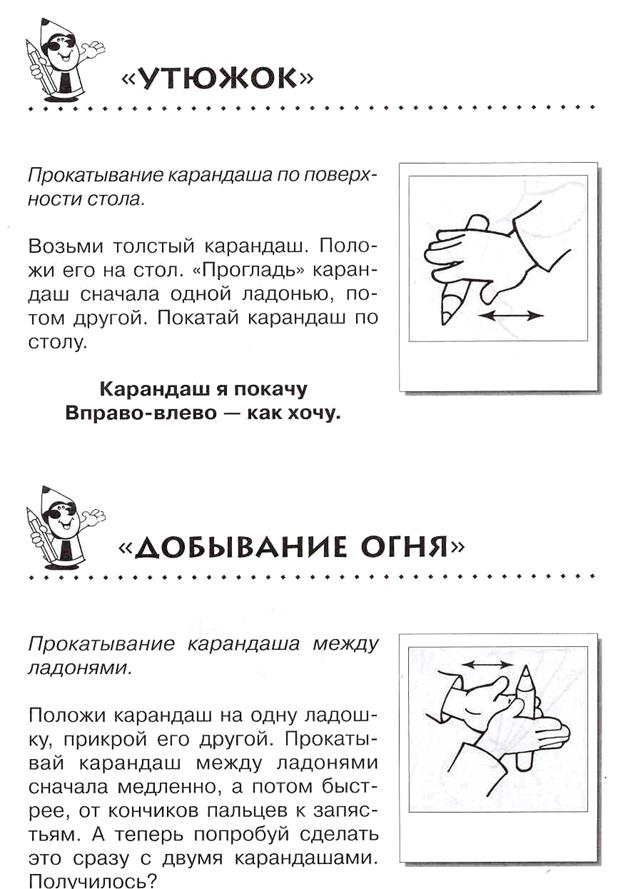 «УТЮЖОК»
Прокатывание карандаша по поверх-
ности стола.
Возьми толстый карандаш. Поло-
жи его на стол. «Прогладь» каран-
даш сначала одной ладонью, по-
том другой. Покатай карандаш по
столу.
Карандаш я покачу
Вправо-влево — как хочу.
«ДОБЫВАНИЕ ОГНЯ»
Прокатывание карандаша между
ладонями.
Положи карандаш на одну ладош-
ку, прикрой его другой. Прокаты-
вай карандаш между ладонями
сначала медленно, а потом быст-
рее, от кончиков пальцев к запяс-
тьям. А теперь попробуй сделать
это сразу с двумя карандашами.
Получилось?